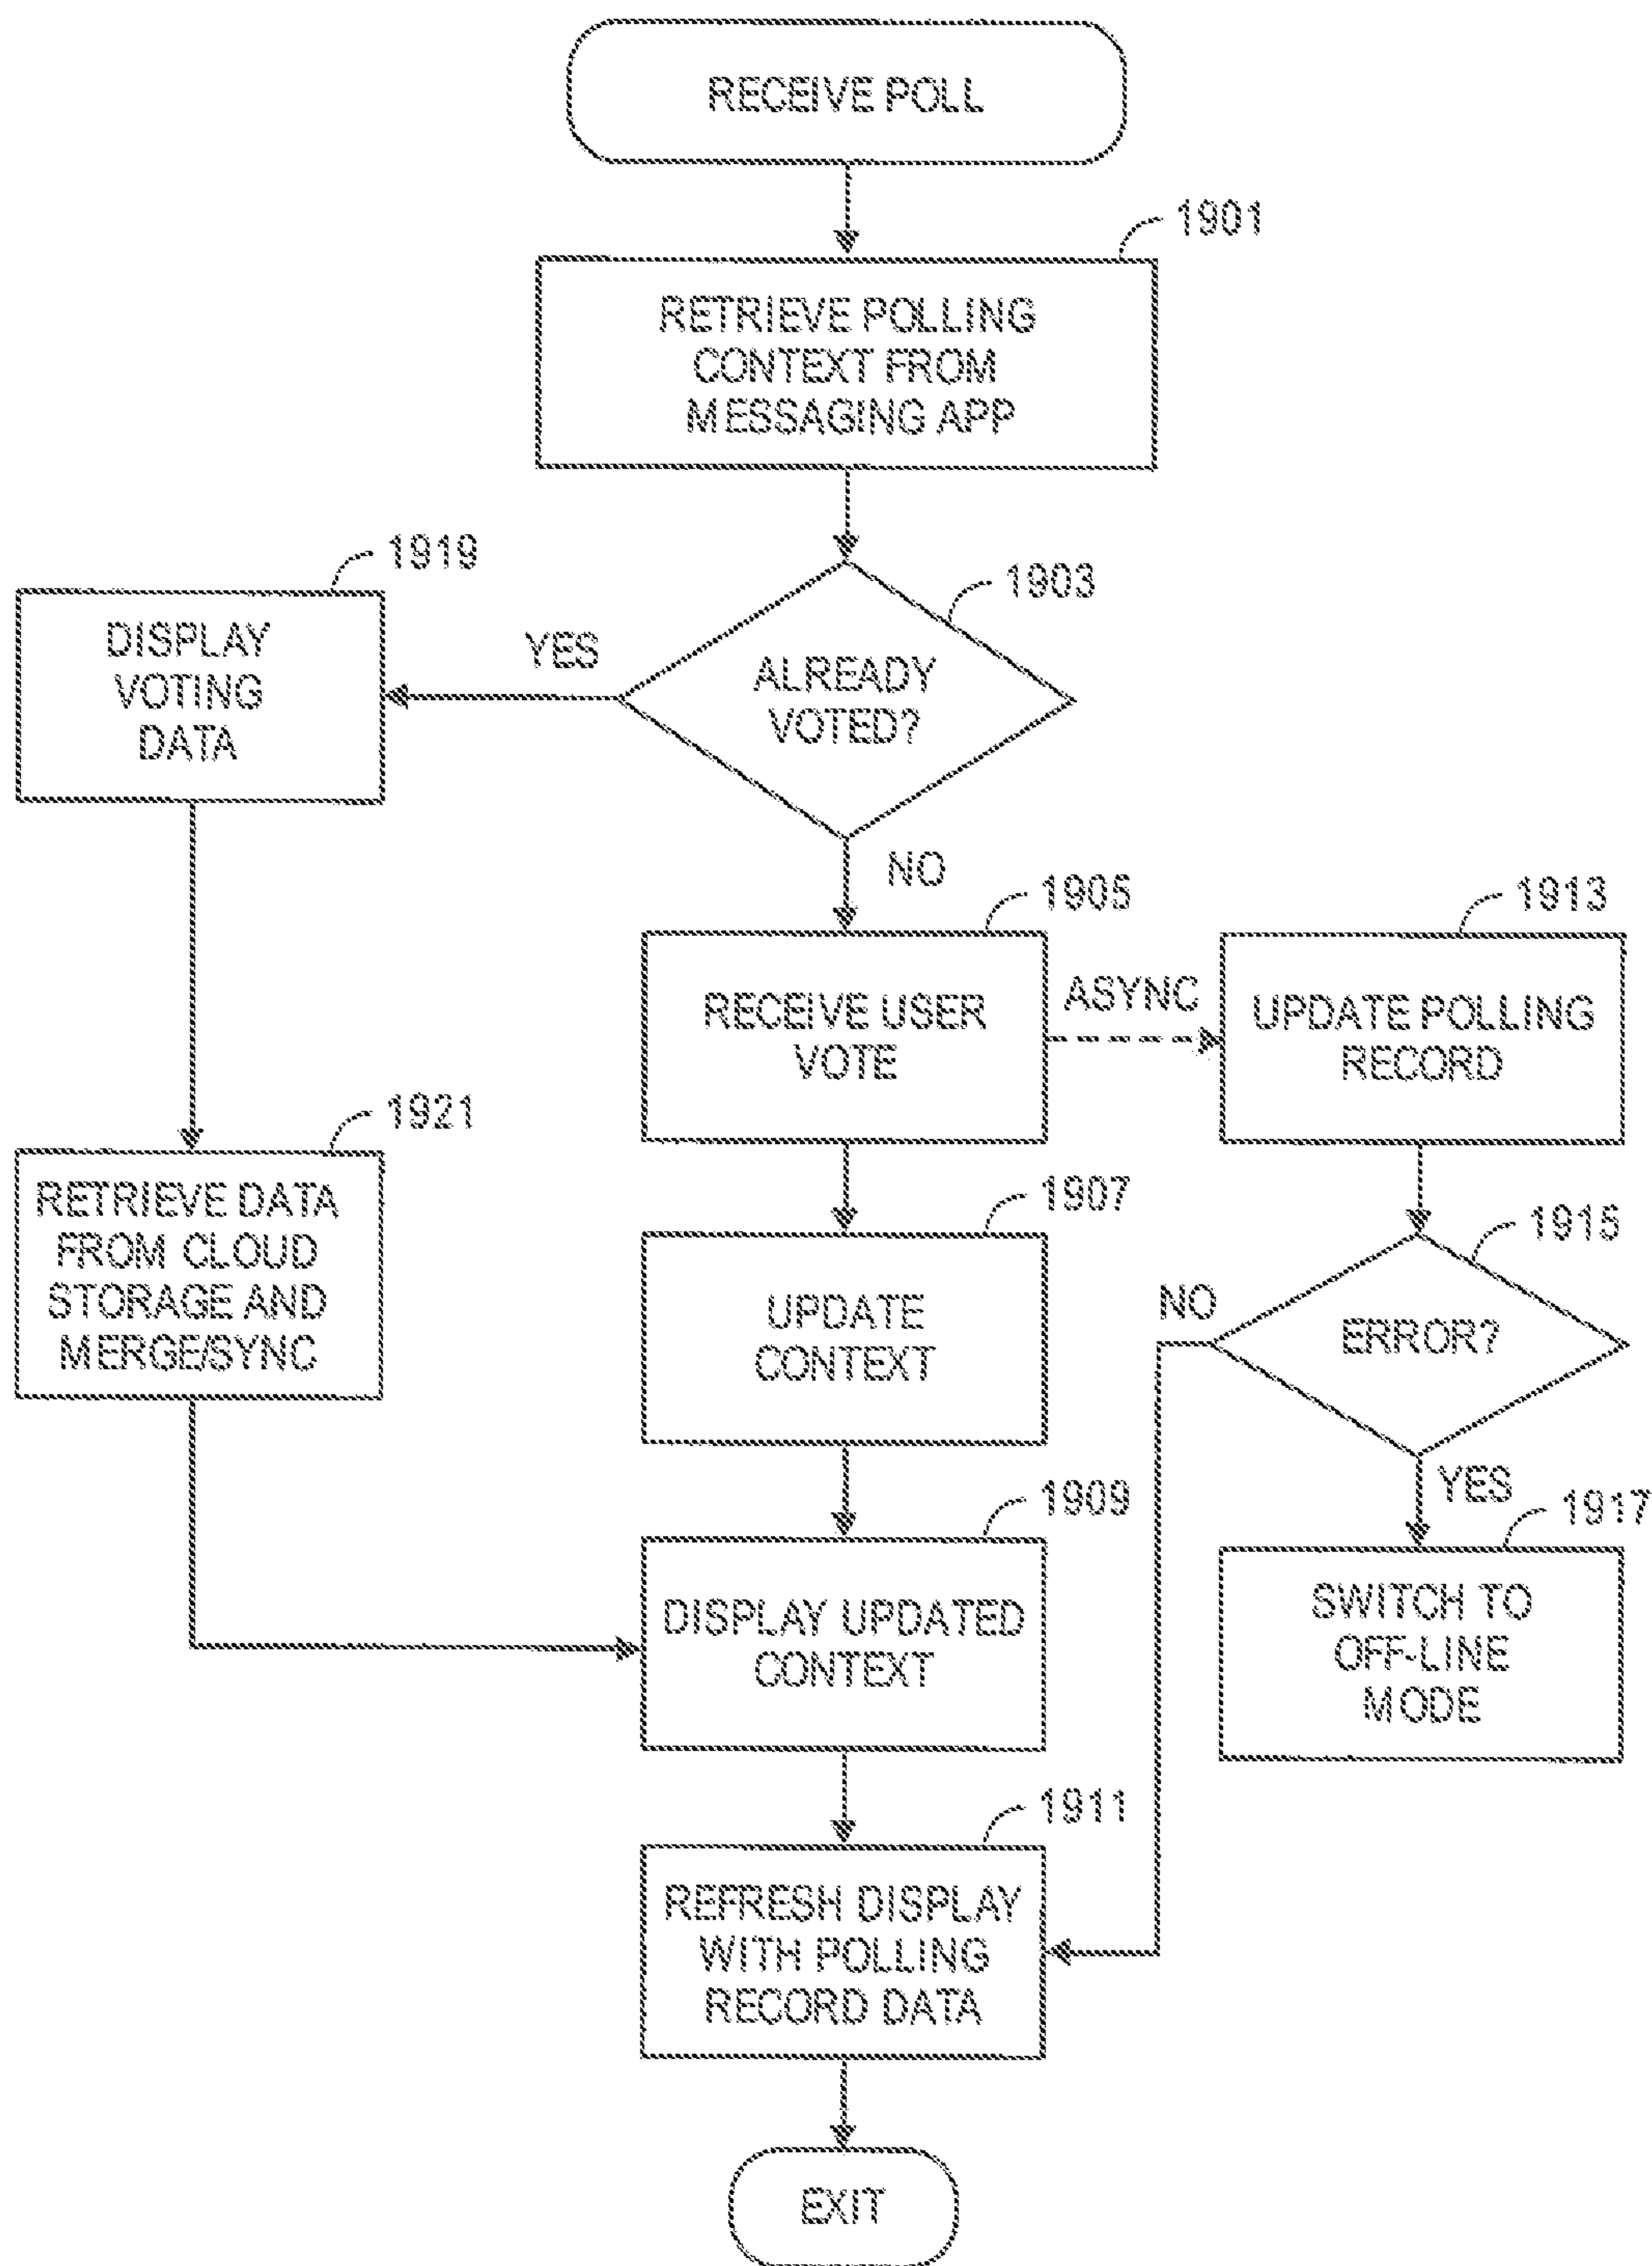 RECEIVE POLL
1901
RETRIEVE POLLING
CONTEXT FROM
MESSAGING APP
1919
DISPLAY
VOTING
DATA
YES
1903
ALREADY
VOTED?
NO
1905
RECEIVE USER
VOTE
ASYNC
1913
UPDATE POLLING
RECORD
1921
RETRIEVE DATA
FROM CLOUD
STORAGE AND
MERGE/SYNC
1907
UPDATE
CONTEXT
1915
ERROR?
NO
YES
1909
DISPLAY UPDATED
CONTEXT
1917
SWITCH TO
OFF-LINE
MODE
1911
REFRESH DISPLAY
WITH POLLING
RECORD DATA
EXIT